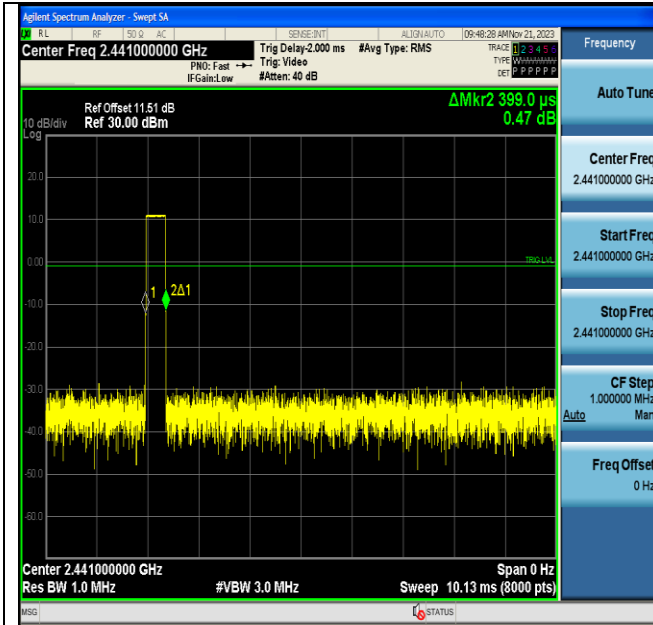 Agilent Spectrum Analyzer - Swept SA
RL RF 50 Ω AC SENSE:INT ALIGNAUTO 09:48:28 AMNov 21, 2023
Center Freq 2.441000000 GHz
PNO: Fast
IFGain:Low
Trig Delay-2.000 ms
Trig: Video
#Atten: 40 dB
#Avg Type: RMS
TRACE 1 2 3 4 5 6
TYPE
DET P P P P P P
ΔMkr2 399.0 µs
0.47 dB
Ref Offset 11.51 dB
10 dB/div Ref 30.00 dBm
Log
20.0
10.0
0.00
TRIG LVL
1 2Δ1
-10.0
-20.0
-30.0
-40.0
-50.0
-60.0
Center 2.441000000 GHz Span 0 Hz
Res BW 1.0 MHz #VBW 3.0 MHz Sweep 10.13 ms (8000 pts)
MSG STATUS
Frequency
Auto Tune
Center Freq
2.441000000 GHz
Start Freq
2.441000000 GHz
Stop Freq
2.441000000 GHz
CF Step
1.000000 MHz
Auto Man
Freq Offset
0 Hz